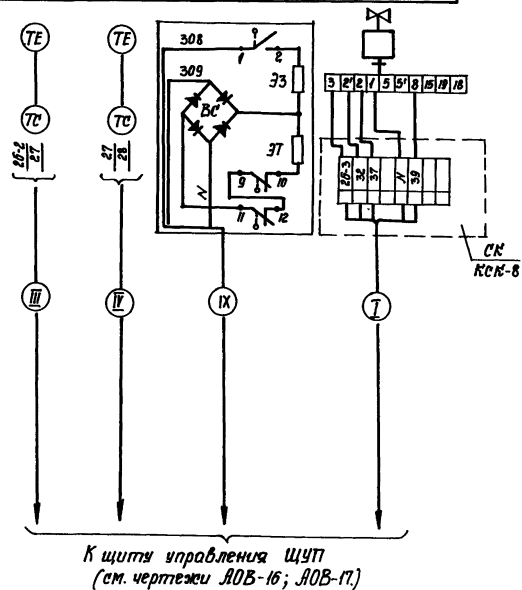 ТЕ
ТЕ
308
1
2
309
ЭЗ
ВС
3
2'
2
1
5
5'
8
15
19
18
ТС
ТС
26-2
27
27
28
N
ЭТ
9
10
11
12
26-3
32
37
N
39
СК
КСК-8
III
IV
IX
I
К щиту управления ЩУП
(см. чертежи АОВ-16; АОВ-17.)